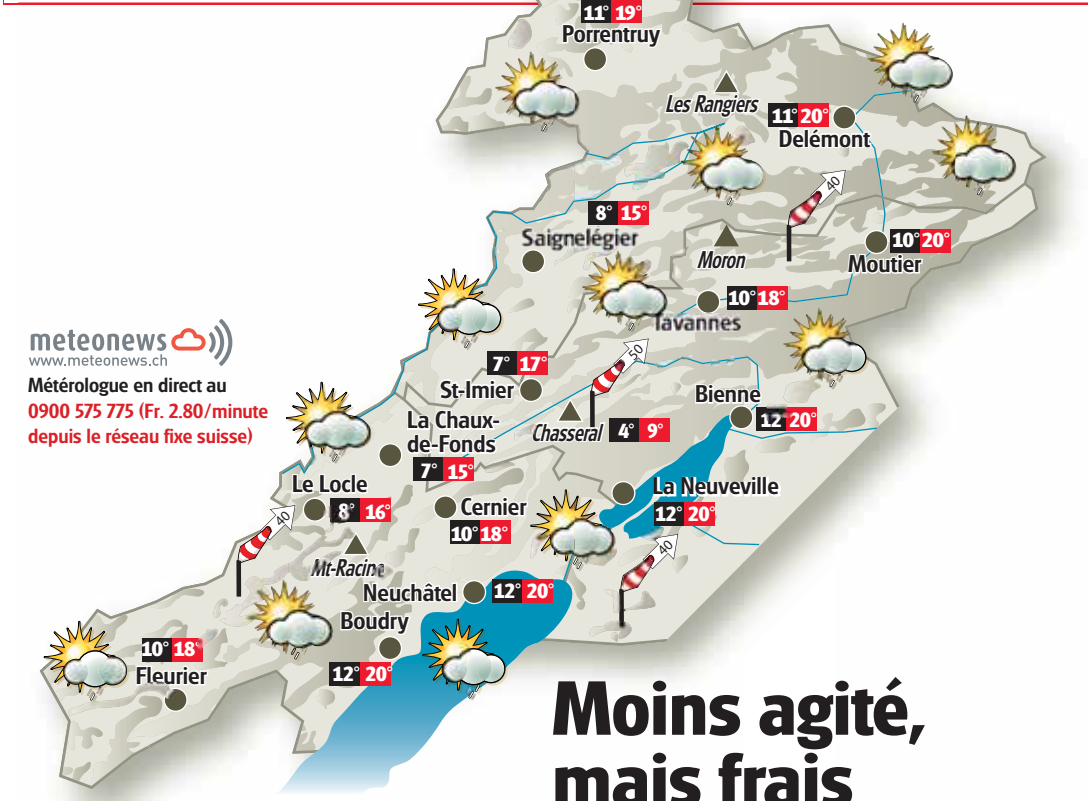 11° 19°
Porrentruy
Les Rangiers
11° 20°
Delémont
40
8° 15°
Saignelégier
Moron
10° 20°
Moutier
10° 18°
Tavannes
meteonews
www.meteonews.ch
Métérologue en direct au
0900 575 775 (Fr. 2.80/minute
depuis le réseau fixe suisse)
7° 17°
St-Imier
50
Chasseral 4° 9°
Bienne
12° 20°
La Chaux-
de-Fonds
7° 15°
Le Locle
8° 16°
40
Cernier
10° 18°
La Neuveville
12° 20°
40
Mt-Racine
Neuchâtel 12° 20°
Boudry
12° 20°
10° 18°
Fleurier
Moins agité,
mais frais